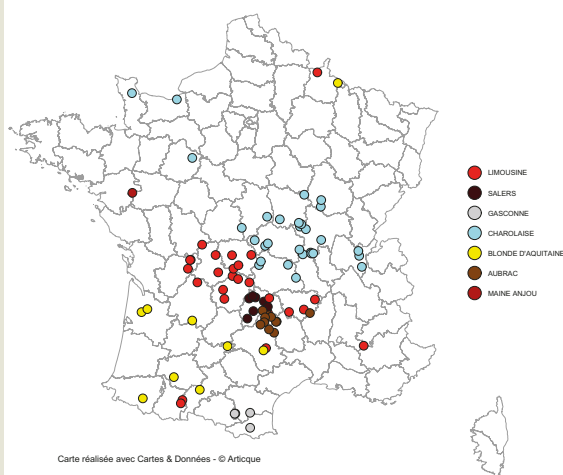 LIMOUSINE
SALERS
GASCONNE
CHAROLAISE
BLONDE D'AQUITAINE
AUBRAC
MAINE ANJOU
Carte réalisée avec Cartes & Données - © Articque